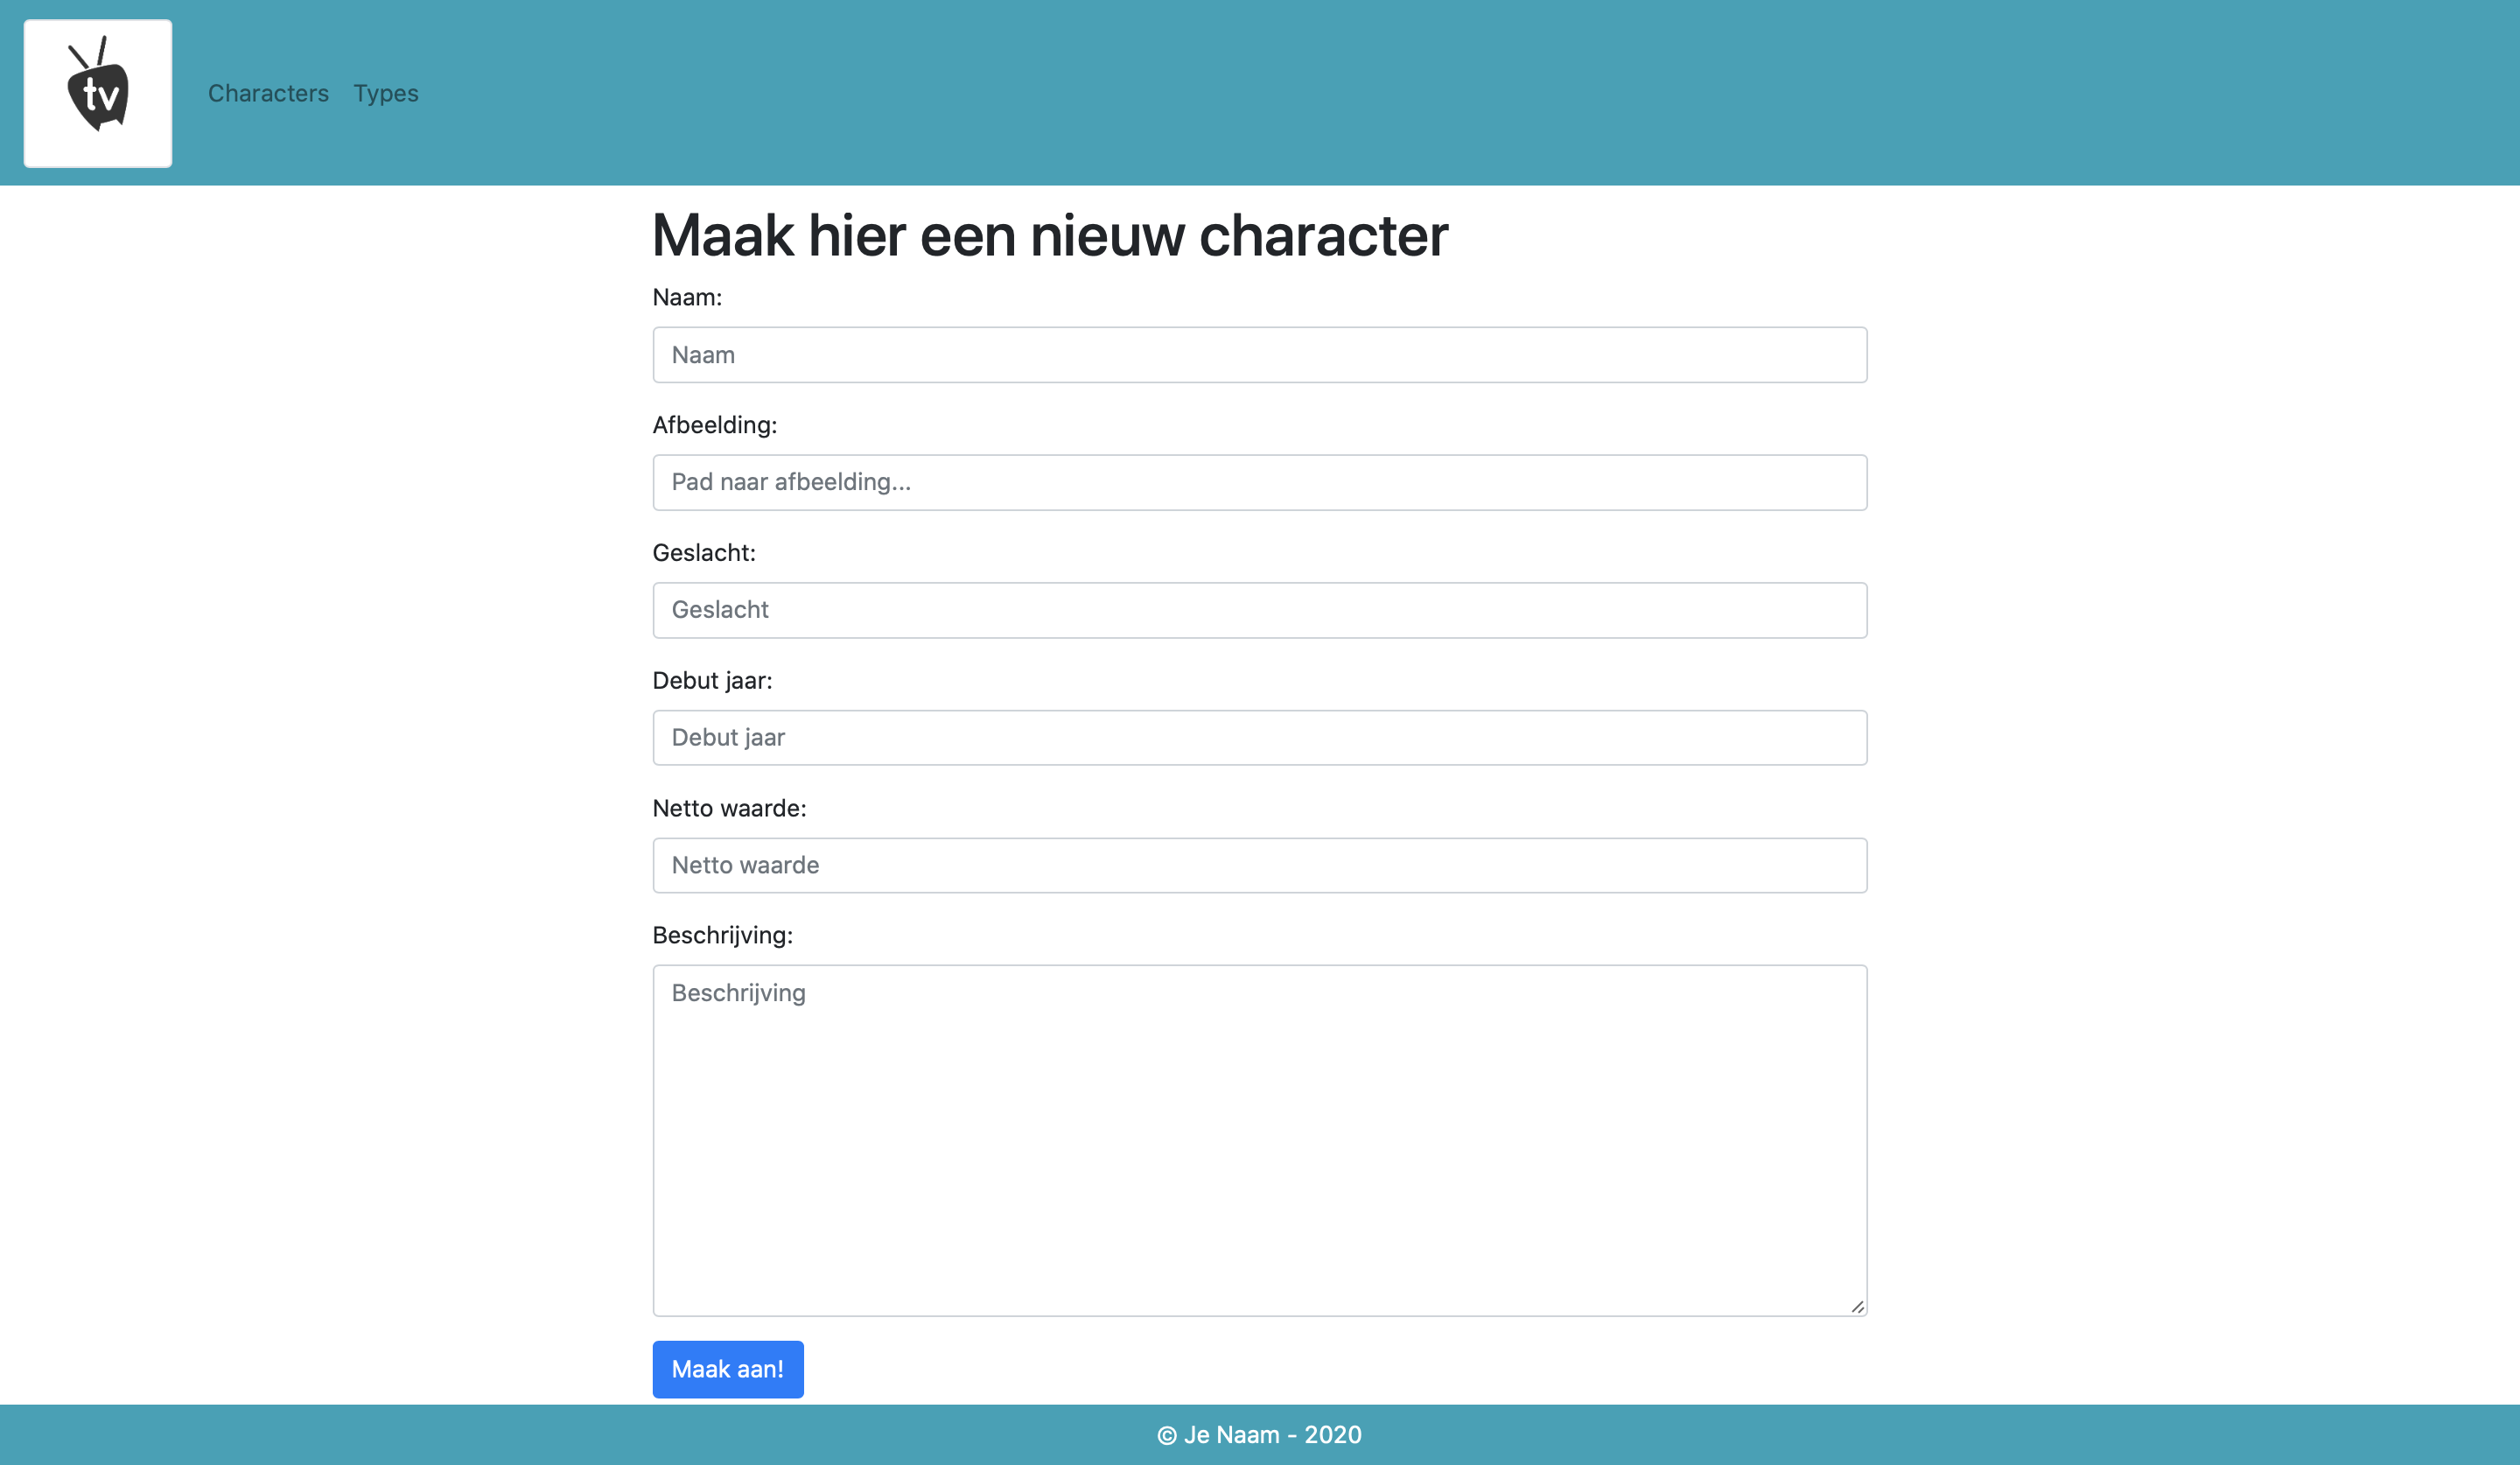 tv
Characters Types
Maak hier een nieuw character
Naam:
Naam
Afbeelding:
Pad naar afbeelding...
Geslacht:
Geslacht
Debut jaar:
Debut jaar
Netto waarde:
Netto waarde
Beschrijving:
Beschrijving
Maak aan!
© Je Naam - 2020